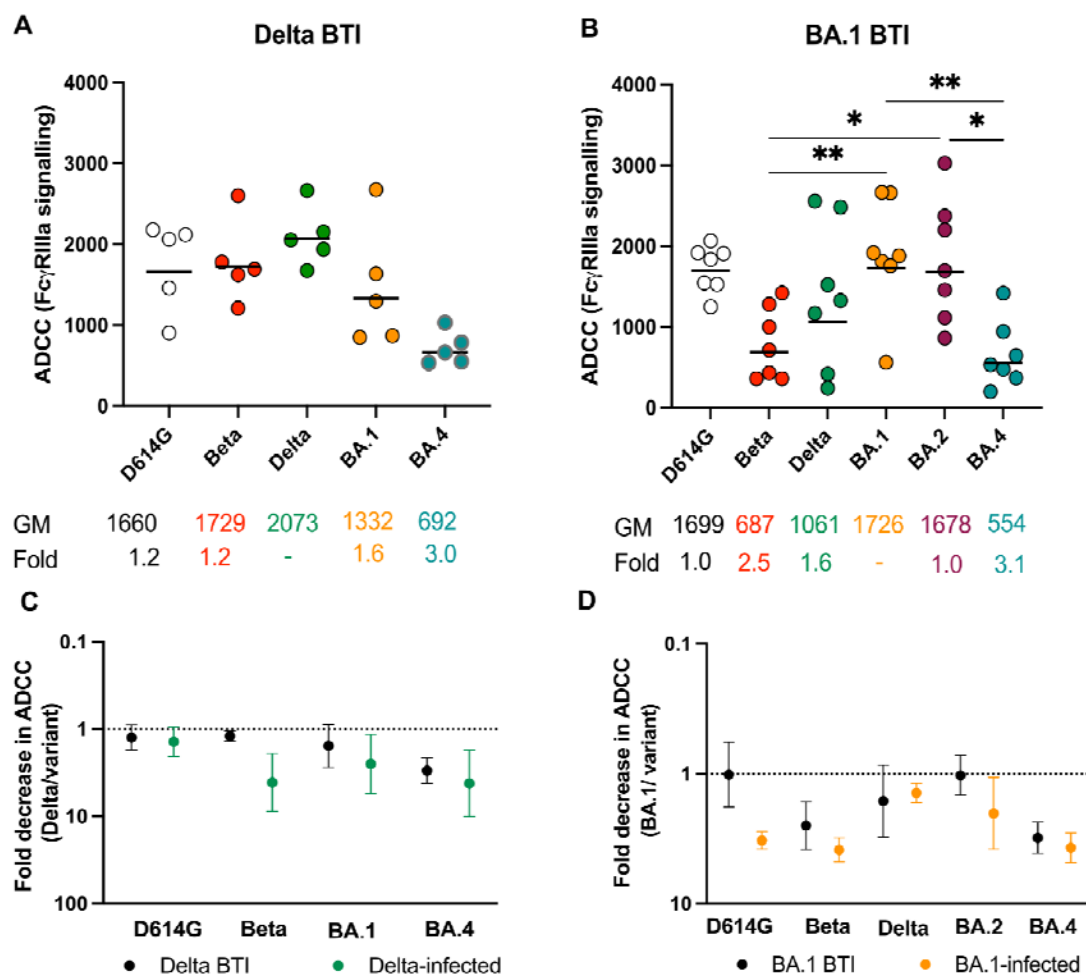 A
Delta BTI
ADCC (FcγRIIIa signalling)
4000
3000
2000
1000
0
D614G
Beta
Delta
BA.1
BA.4
GM 1660 1729 2073 1332 692
Fold 1.2 1.2 - 1.6 3.0
B
BA.1 BTI
ADCC (FcγRIIIa signalling)
4000
3000
2000
1000
0
**
*
*
**
D614G
Beta
Delta
BA.1
BA.2
BA.4
GM 1699 687 1061 1726 1678 554
Fold 1.0 2.5 1.6 - 1.0 3.1
C
Fold decrease in ADCC
(Delta/variant)
0.1
1
10
100
D614G Beta BA.1 BA.4
Delta BTI Delta-infected
D
Fold decrease in ADCC
(BA.1/ variant)
0.1
1
10
D614G Beta Delta BA.2 BA.4
BA.1 BTI BA.1-infected